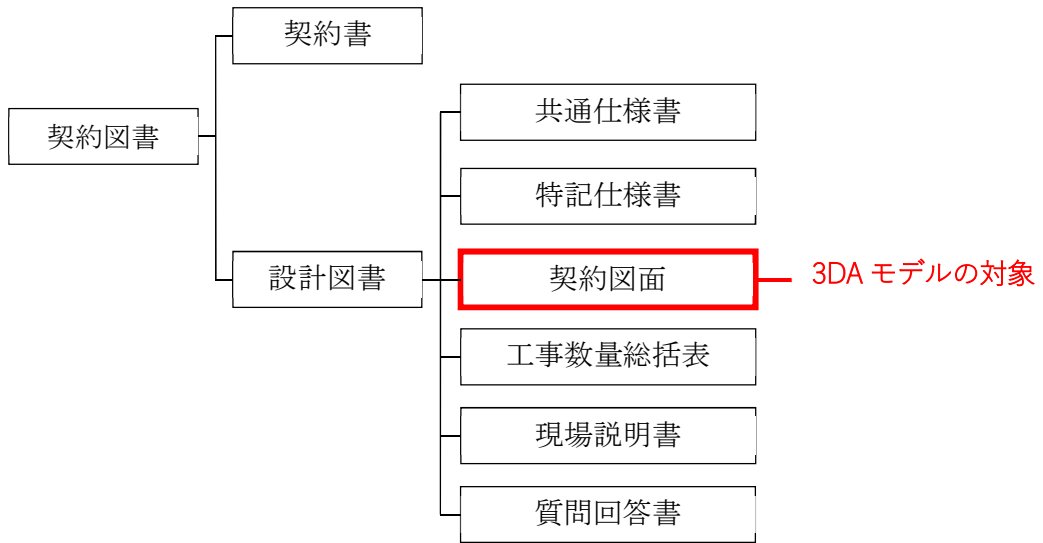 契約書
契約図書
共通仕様書
特記仕様書
設計図書
契約図面
3DA モデルの対象
工事数量総括表
現場説明書
質問回答書